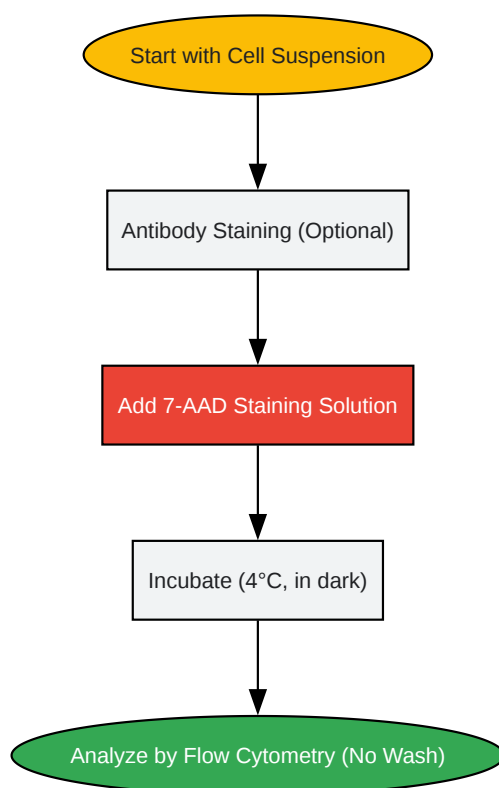 Start with Cell Suspension
Antibody Staining (Optional)
Add 7-AAD Staining Solution
Incubate (4°C, in dark)
Analyze by Flow Cytometry (No Wash)